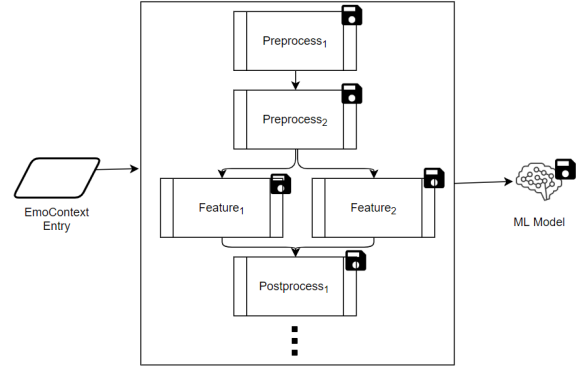 Preprocess₁
Preprocess₂
Feature₁
Feature₂
EmoContext
Entry
ML Model
Postprocess₁